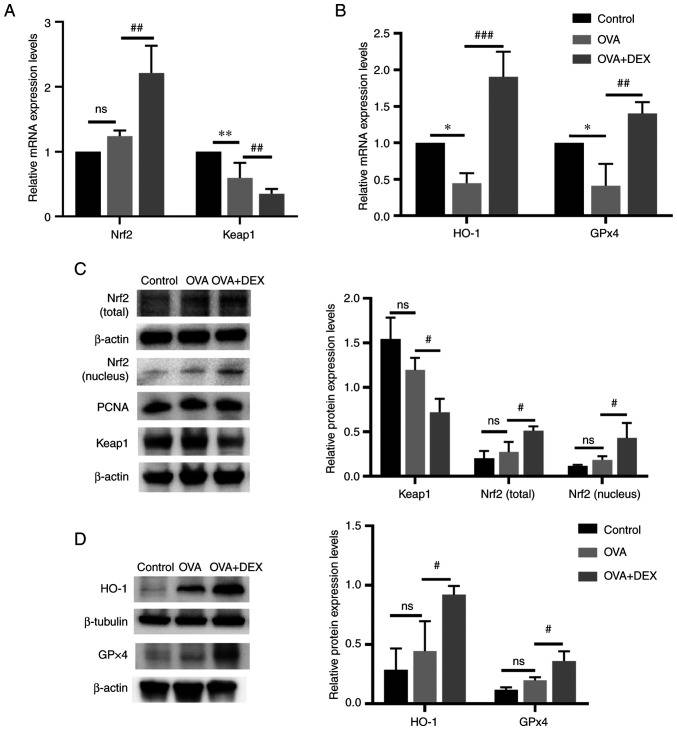 A
Relative mRNA expression levels
3
2
1
0
ns
##
**
##
Nrf2
Keap1
B
Relative mRNA expression levels
2.5
2.0
1.5
1.0
0.5
0.0
*
###
*
##
HO-1
GPx4
Control
OVA
OVA+DEX
C
Control OVA OVA+DEX
Nrf2
(total)
β-actin
Nrf2
(nucleus)
PCNA
Keap1
β-actin
Relative protein expression levels
2.0
1.5
1.0
0.5
0.0
ns
#
ns
#
ns
#
Keap1
Nrf2 (total)
Nrf2 (nucleus)
D
Control OVA OVA+DEX
HO-1
β-tubulin
GP×4
β-actin
Relative protein expression levels
1.5
1.0
0.5
0.0
ns
#
ns
#
HO-1
GPx4
Control
OVA
OVA+DEX